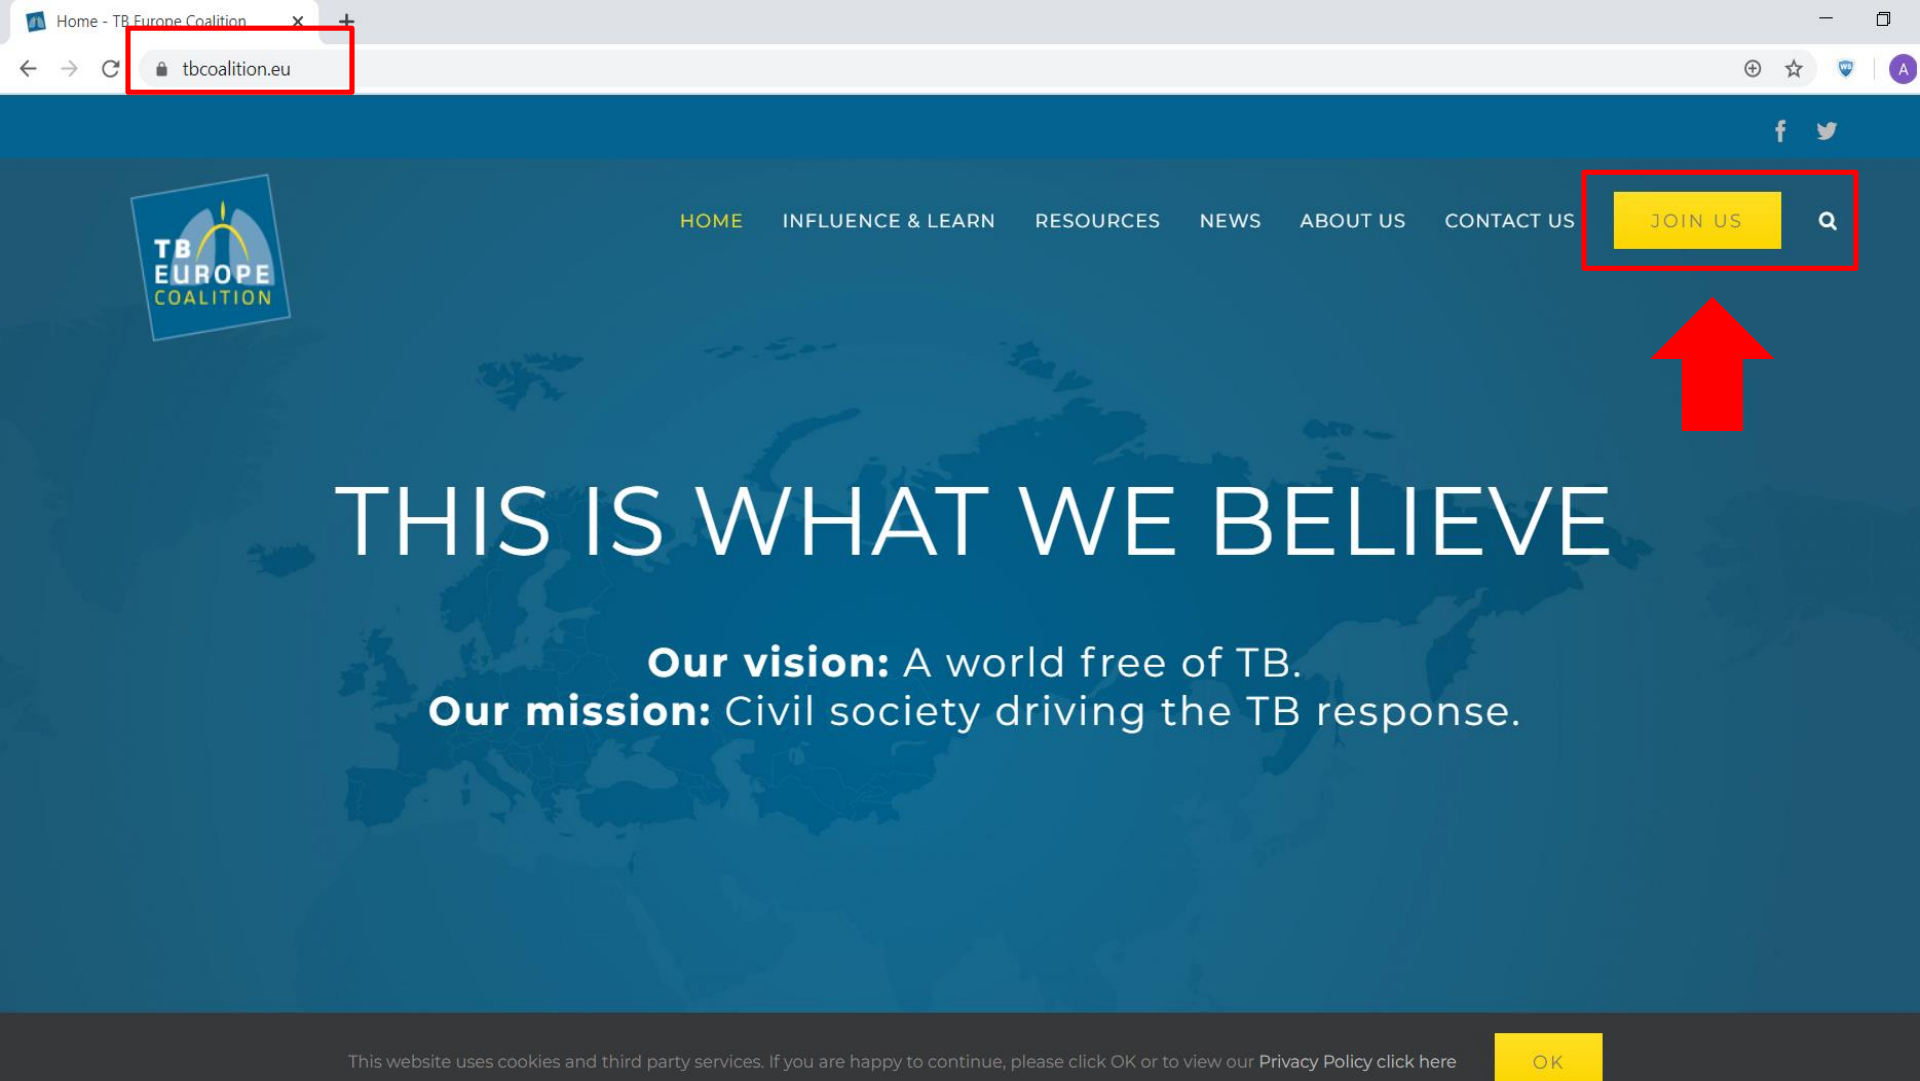 Home - TB Europe Coalition
tbcoalition.eu
A
TB
EUROPE
COALITION
HOME INFLUENCE & LEARN RESOURCES NEWS ABOUT US CONTACT US JOIN US
THIS IS WHAT WE BELIEVE
Our vision: A world free of TB.
Our mission: Civil society driving the TB response.
This website uses cookies and third party services. If you are happy to continue, please click OK or to view our Privacy Policy click here OK